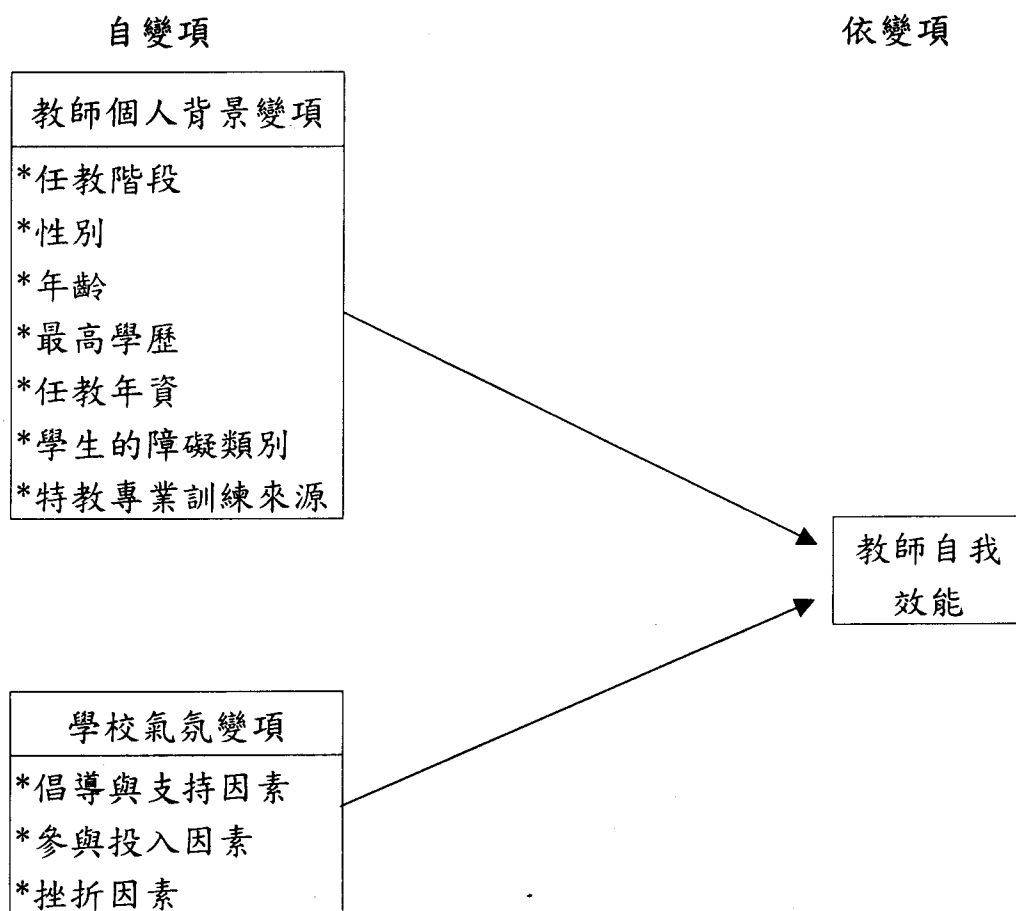 自變項
依變項
教師個人背景變項
*任教階段
*性別
*年齡
*最高學歷
*任教年資
*學生的障礙類別
*特教專業訓練來源
教師自我
效能
學校氣氛變項
*倡導與支持因素
*參與投入因素
*挫折因素